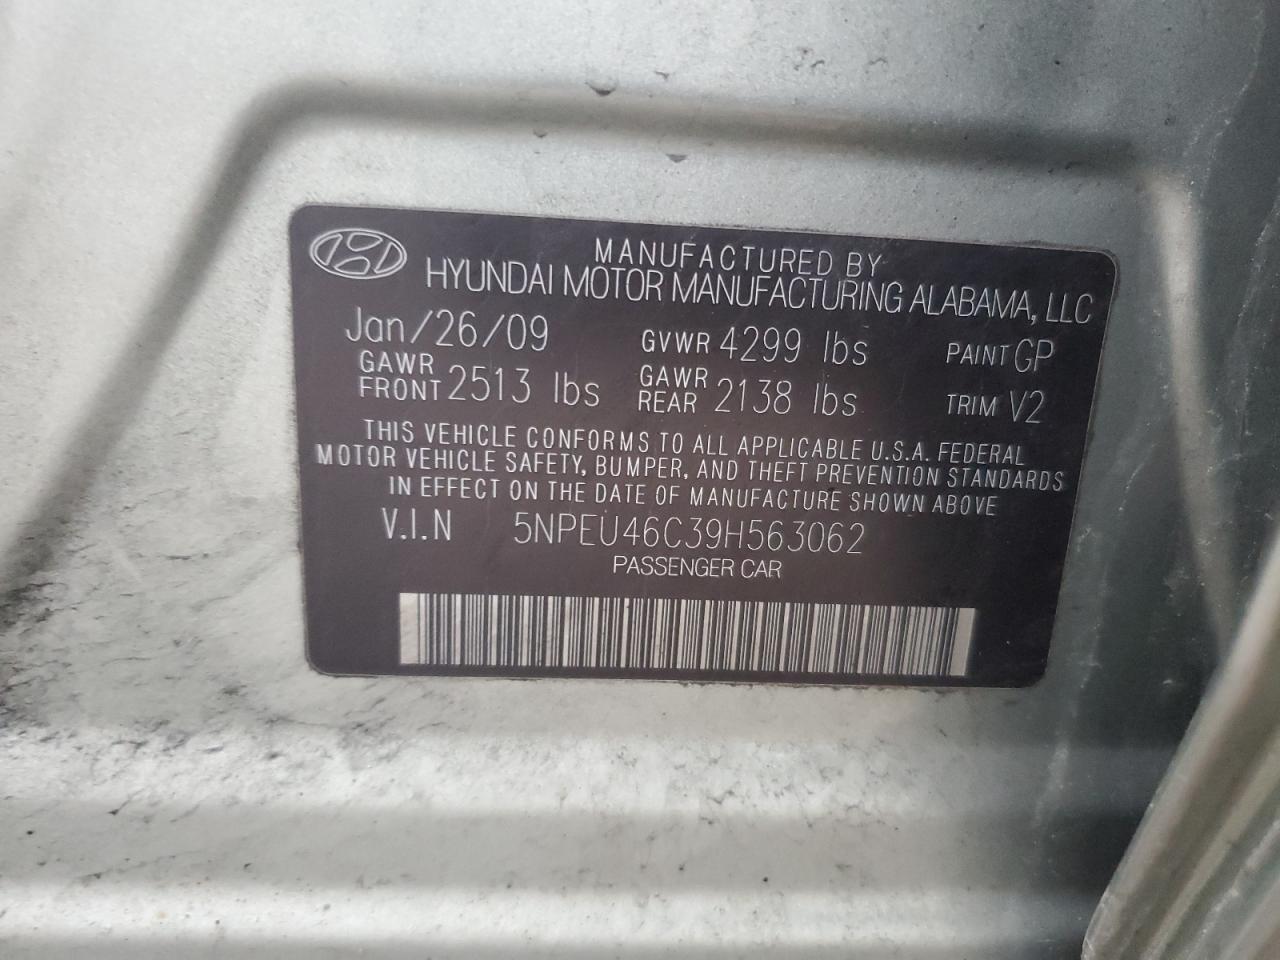 MANUFACTURED BY
HYUNDAI MOTOR MANUFACTURING ALABAMA, LLC
Jan/26/09 GVWR 4299 lbs PAINT GP
GAWR FRONT 2513 lbs GAWR REAR 2138 lbs TRIM V2
THIS VEHICLE CONFORMS TO ALL APPLICABLE U.S.A. FEDERAL
MOTOR VEHICLE SAFETY, BUMPER, AND THEFT PREVENTION STANDARDS
IN EFFECT ON THE DATE OF MANUFACTURE SHOWN ABOVE
V.I.N 5NPEU46C39H563062
PASSENGER CAR